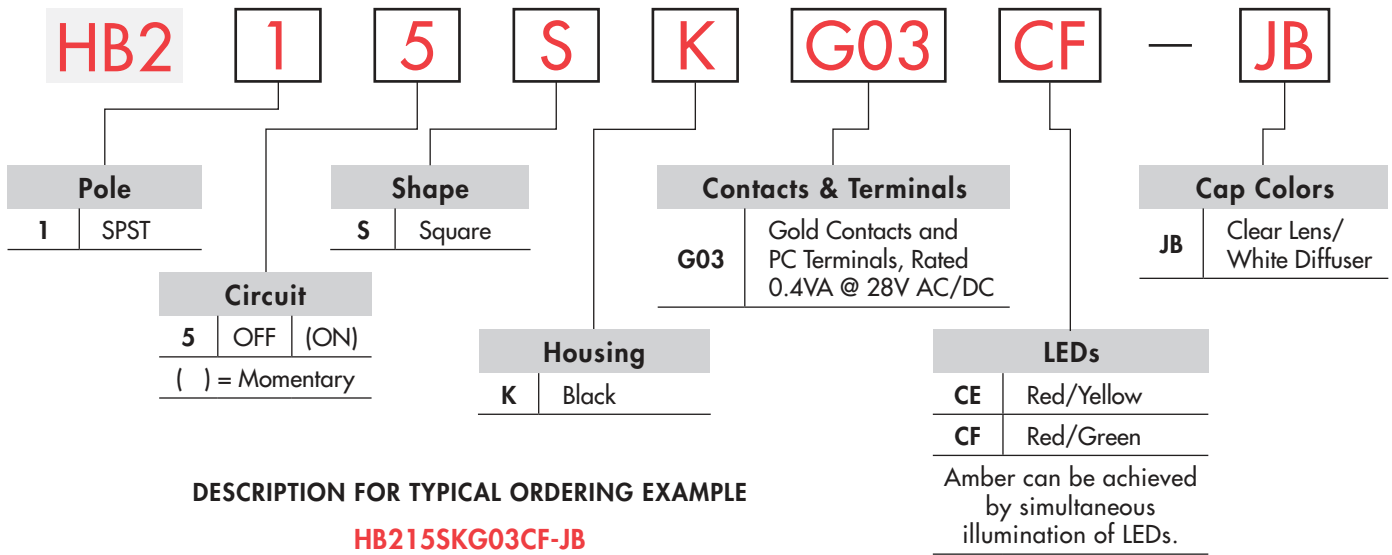 HB2 1 5 S K G03 CF — JB
Pole
1 SPST
Circuit
5 OFF (ON)
( ) = Momentary
Shape
S Square
Housing
K Black
Contacts & Terminals
G03 Gold Contacts and
PC Terminals, Rated
0.4VA @ 28V AC/DC
LEDs
CE Red/Yellow
CF Red/Green
Amber can be achieved
by simultaneous
illumination of LEDs.
Cap Colors
JB Clear Lens/
White Diffuser
DESCRIPTION FOR TYPICAL ORDERING EXAMPLE
HB215SKG03CF-JB